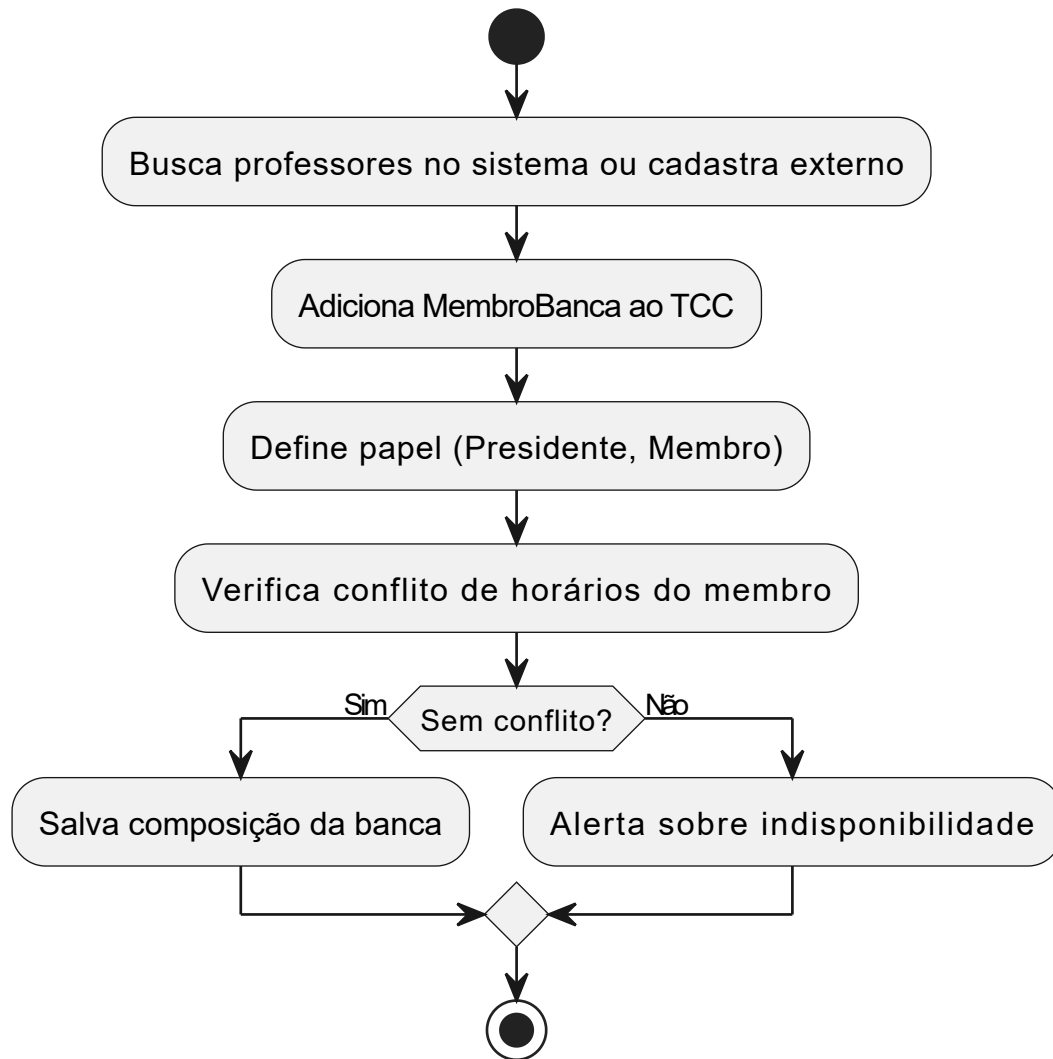 Busca professores no sistema ou cadastra externo
Adiciona MembroBanca ao TCC
Define papel (Presidente, Membro)
Verifica conflito de horários do membro
Sim
Sem conflito?
Não
Salva composição da banca
Alerta sobre indisponibilidade